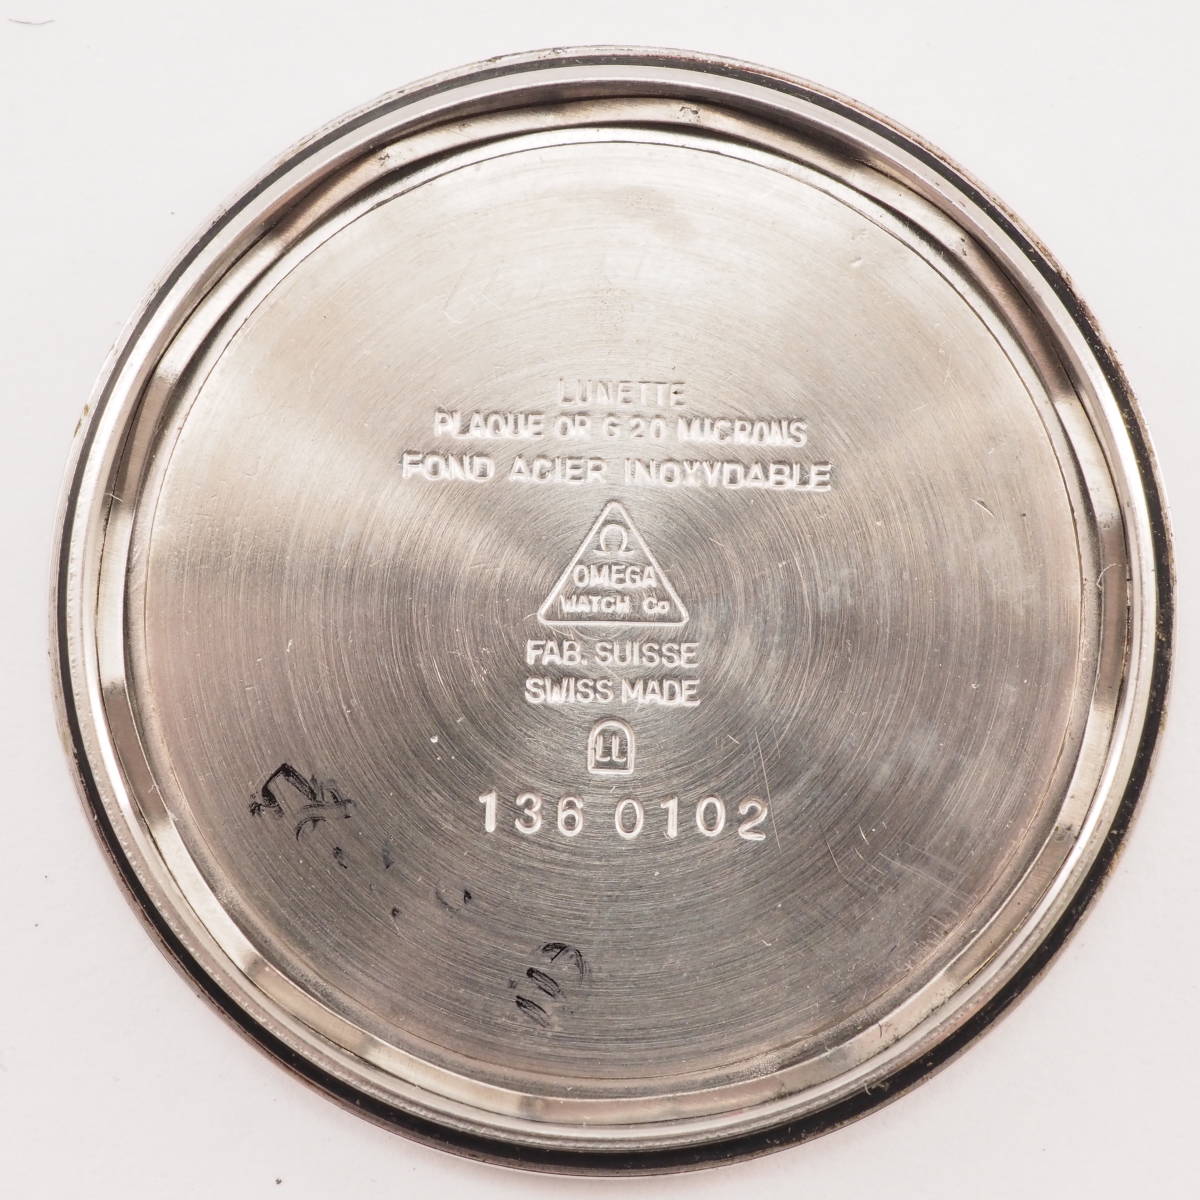 LUNETTE
PLAQUE OR G 20 MICRONS
FOND ACIER INOXYDABLE
Ω
OMEGA
WATCH Co
FAB. SUISSE
SWISS MADE
136 0102